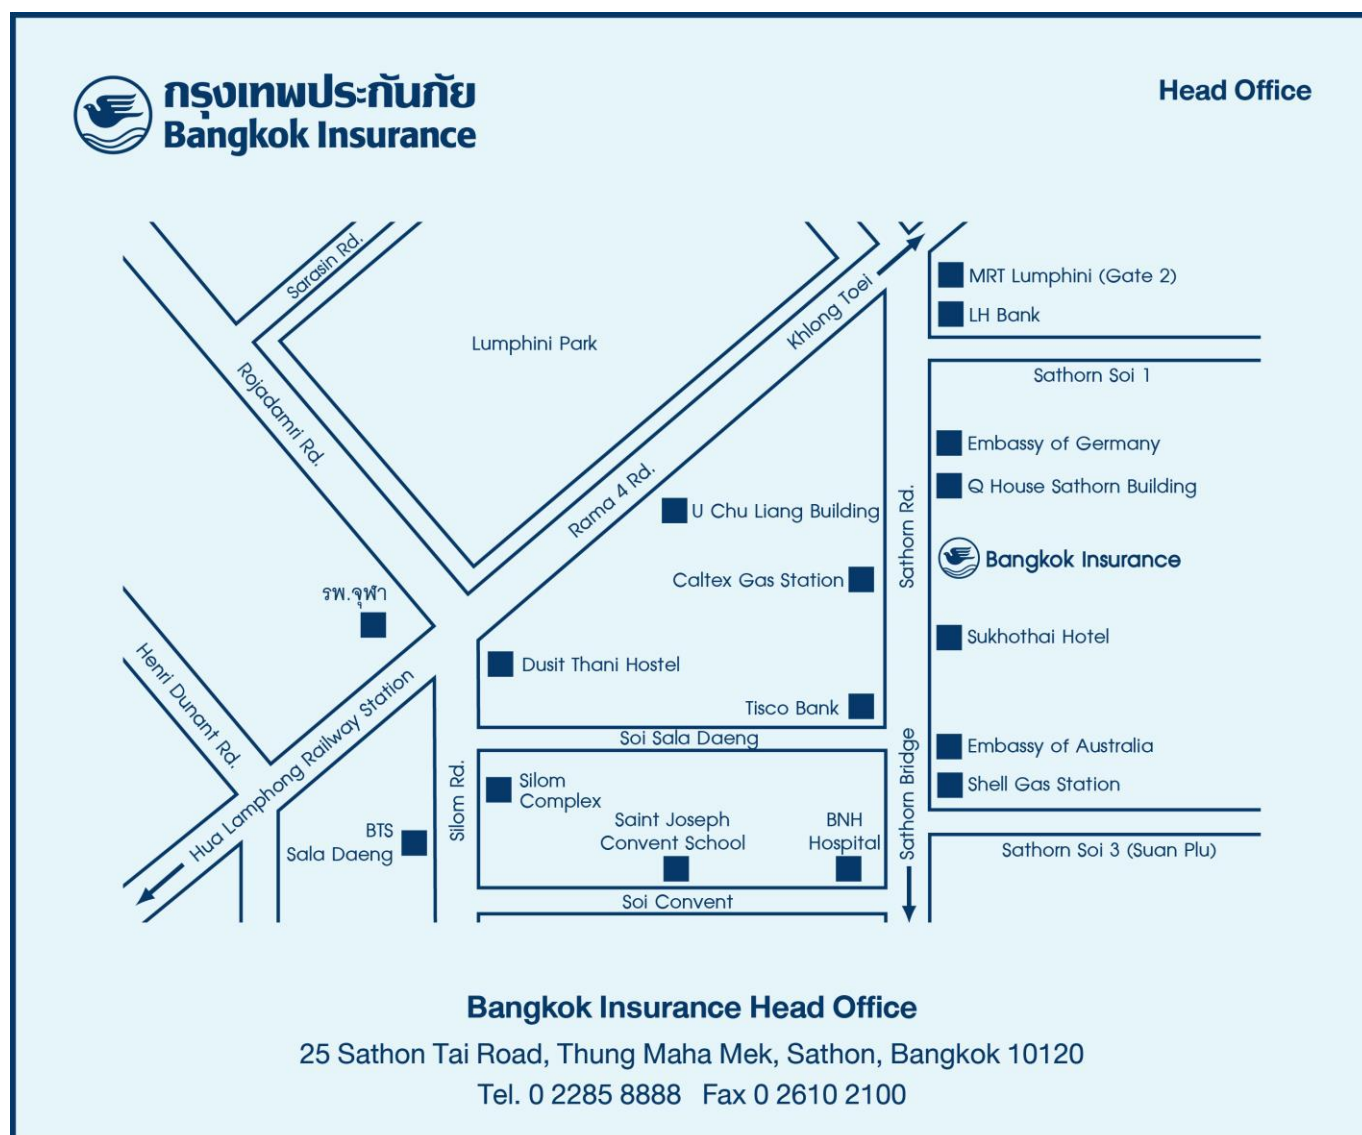 กรุงเทพประกันภัย
Bangkok Insurance
Head Office
Sarasin Rd.
Rojadamri Rd.
Lumphini Park
Khlong Toei
Rama 4 Rd.
MRT Lumphini (Gate 2)
LH Bank
Sathorn Soi 1
Embassy of Germany
Q House Sathorn Building
U Chu Liang Building
Sathorn Rd.
Bangkok Insurance
Caltex Gas Station
รพ.จุฬา
Sukhothai Hotel
Dusit Thani Hostel
Henri Dunant Rd.
Hua Lamphong Railway Station
Tisco Bank
Soi Sala Daeng
Embassy of Australia
Shell Gas Station
Sathorn Bridge
Silom Rd.
Silom
Complex
BTS
Sala Daeng
Saint Joseph
Convent School
BNH
Hospital
Sathorn Soi 3 (Suan Plu)
Soi Convent
Bangkok Insurance Head Office
25 Sathon Tai Road, Thung Maha Mek, Sathon, Bangkok 10120
Tel. 0 2285 8888 Fax 0 2610 2100